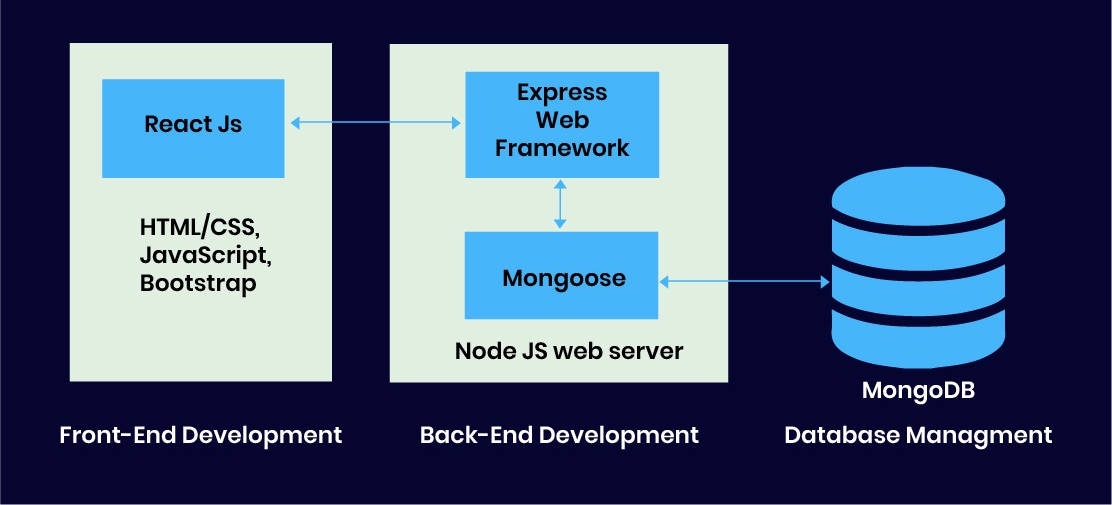 React Js
HTML/CSS,
JavaScript,
Bootstrap
Front-End Development
Express
Web
Framework
Mongoose
Node JS web server
Back-End Development
MongoDB
Database Managment